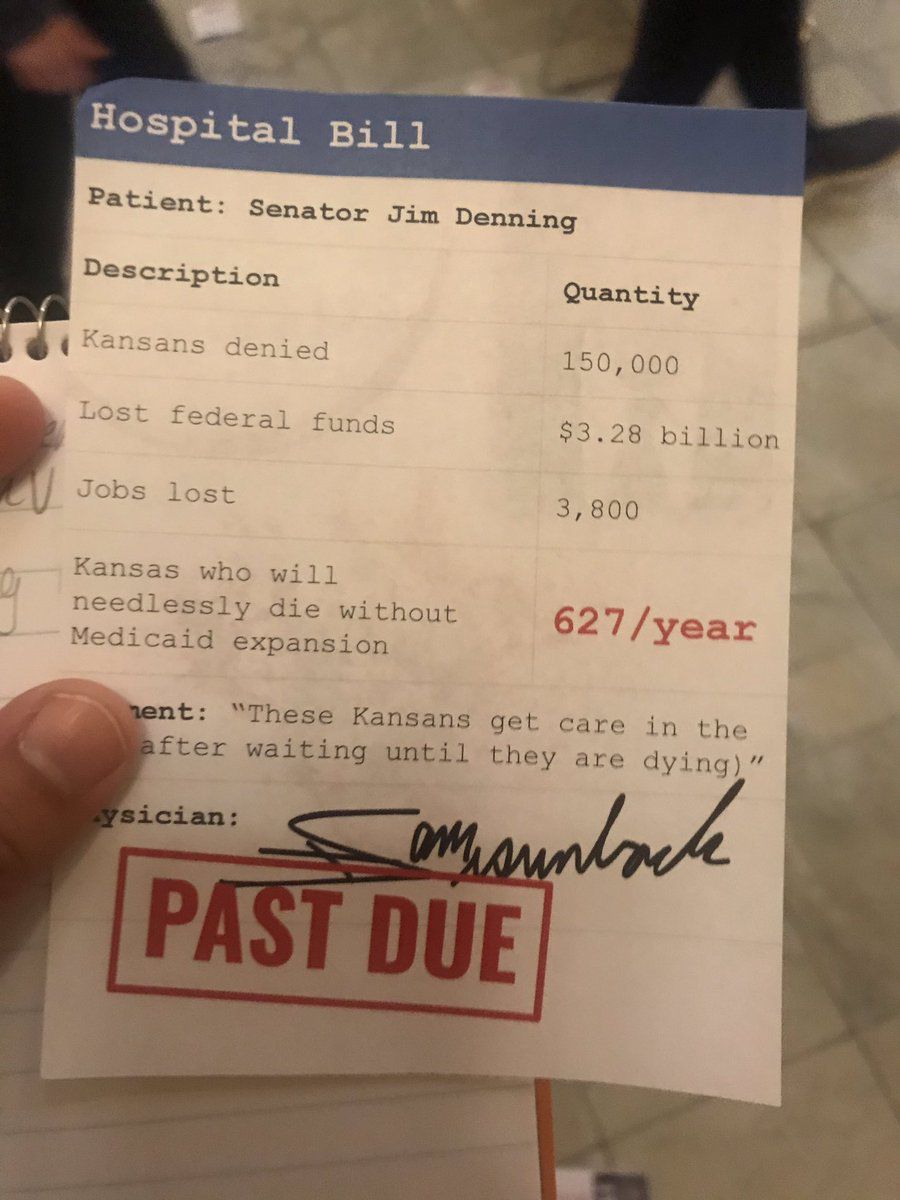 Hospital Bill
Patient: Senator Jim Denning
Description Quantity
Kansans denied 150,000
Lost federal funds $3.28 billion
Jobs lost 3,800
Kansas who will
needlessly die without
Medicaid expansion 627/year
ment: “These Kansans get care in the
after waiting until they are dying)”
ysician:
PAST DUE